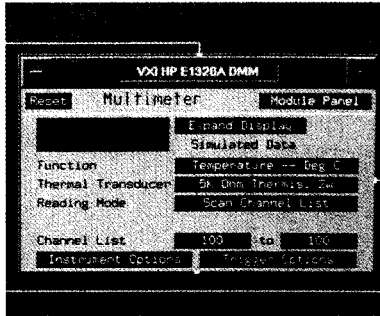 VXI HP E1326A DMM
Reset Multimeter Module Panel
Expand Display
Simulated Data
Function Temperature -- Deg C
Thermal Transducer 5k Ohm Thermis. 2w
Reading Mode Scan Channel List
Channel List 100 to 100
Instrument Options Trigger Options